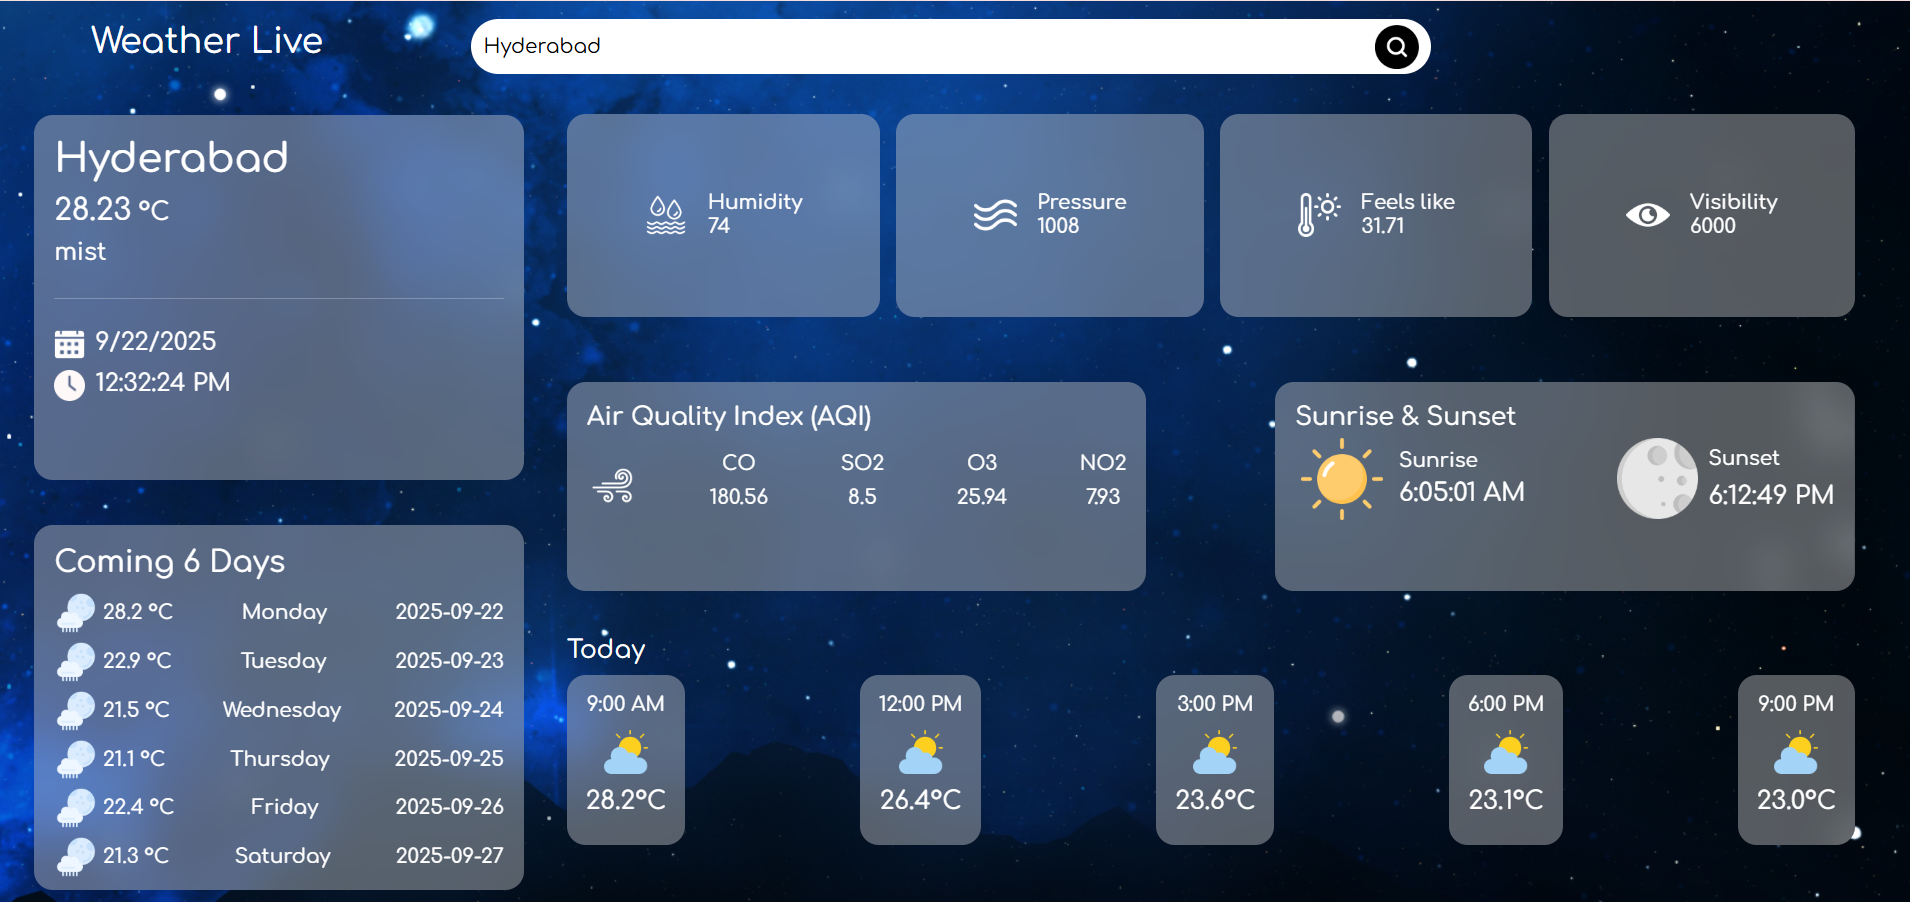 Weather Live
Hyderabad
Hyderabad
28.23 °C
mist
9/22/2025
12:32:24 PM
Humidity
74
Pressure
1008
Feels like
31.71
Visibility
6000
Air Quality Index (AQI)
CO SO2 O3 NO2
180.56 8.5 25.94 7.93
Sunrise & Sunset
Sunrise
6:05:01 AM
Sunset
6:12:49 PM
Coming 6 Days
28.2 °C Monday 2025-09-22
22.9 °C Tuesday 2025-09-23
21.5 °C Wednesday 2025-09-24
21.1 °C Thursday 2025-09-25
22.4 °C Friday 2025-09-26
21.3 °C Saturday 2025-09-27
Today
9:00 AM
28.2°C
12:00 PM
26.4°C
3:00 PM
23.6°C
6:00 PM
23.1°C
9:00 PM
23.0°C